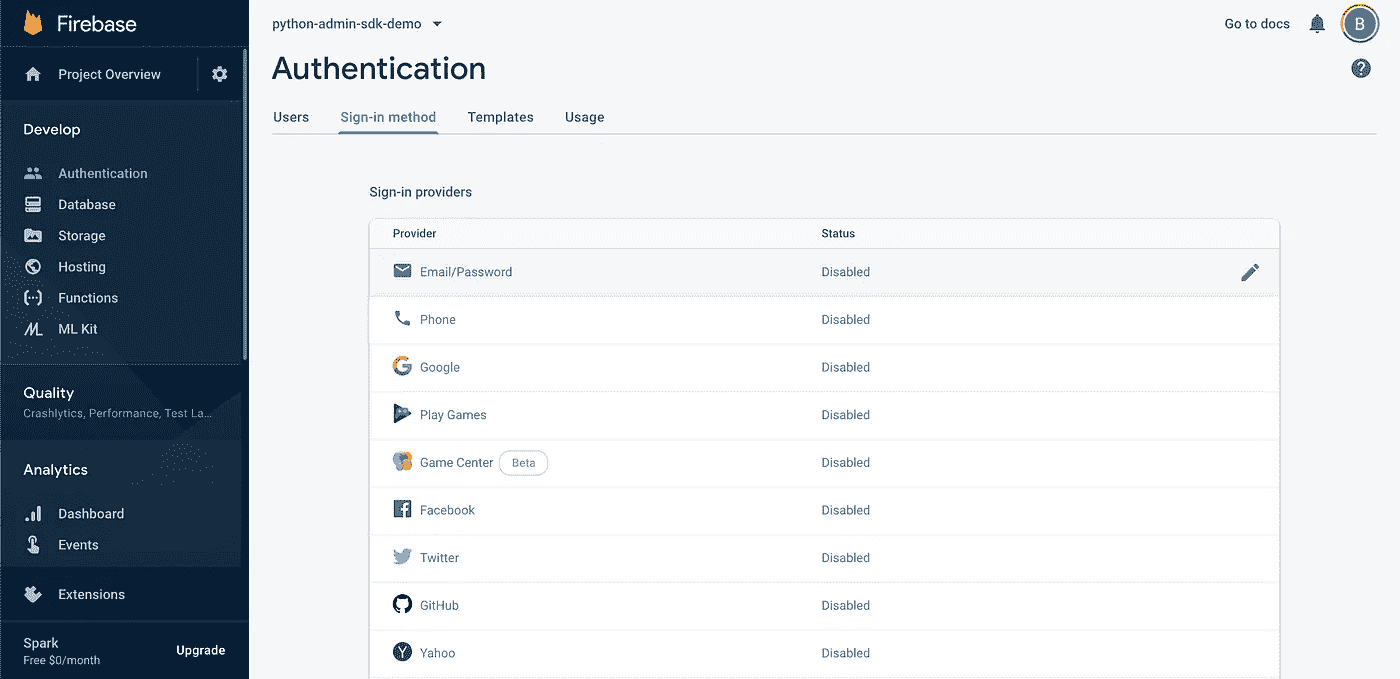 Firebase
Project Overview
Develop
Authentication
Database
Storage
Hosting
Functions
ML Kit
Quality
Crashlytics, Performance, Test La...
Analytics
Dashboard
Events
Extensions
Spark
Free $0/month
Upgrade
python-admin-sdk-demo
Go to docs
B
Authentication
Users Sign-in method Templates Usage
Sign-in providers
Provider Status
Email/Password Disabled
Phone Disabled
Google Disabled
Play Games Disabled
Game Center Beta Disabled
Facebook Disabled
Twitter Disabled
GitHub Disabled
Yahoo Disabled